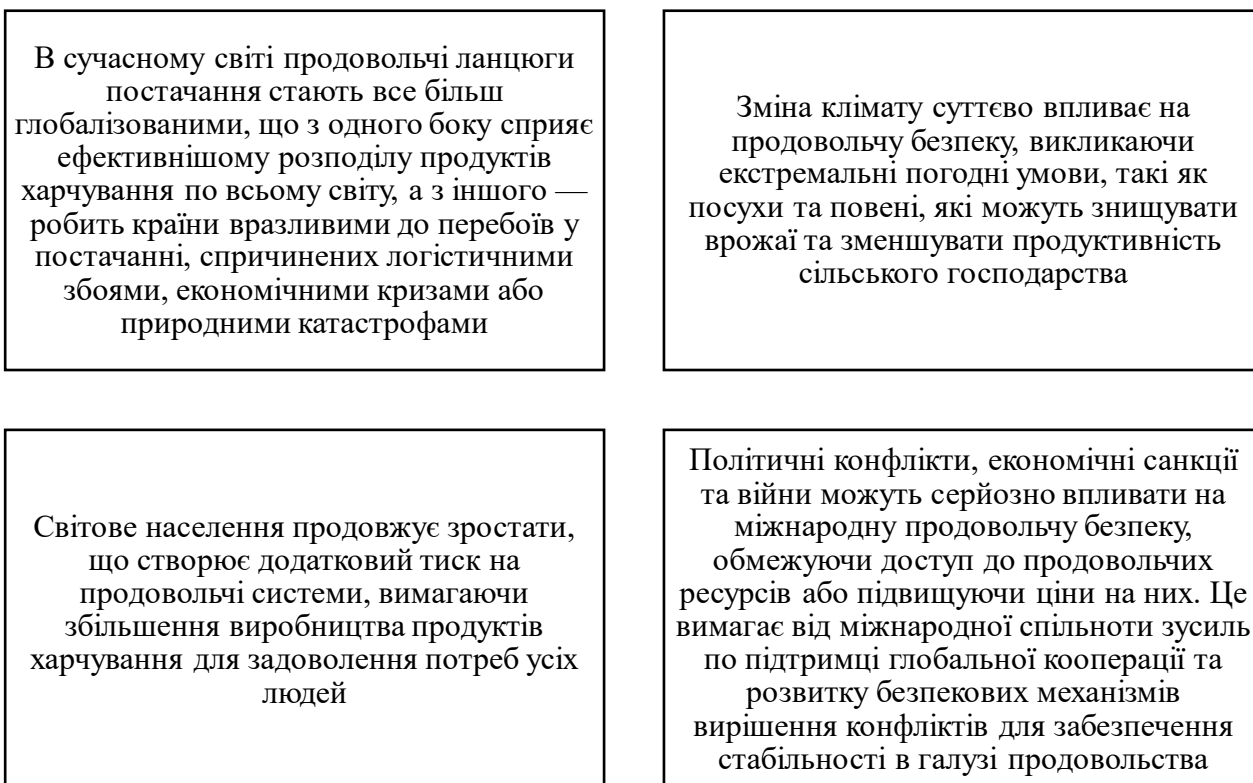 В сучасному світі продовольчі ланцюги
постачання стають все більш
глобалізованими, що з одного боку сприяє
ефективнішому розподілу продуктів
харчування по всьому світу, а з іншого —
робить країни вразливими до перебоїв у
постачанні, спричинених логістичними
збоями, економічними кризами або
природними катастрофами
Зміна клімату суттєво впливає на
продовольчу безпеку, викликаючи
екстремальні погодні умови, такі як
посухи та повені, які можуть знищувати
врожаї та зменшувати продуктивність
сільського господарства
Світове населення продовжує зростати,
що створює додатковий тиск на
продовольчі системи, вимагаючи
збільшення виробництва продуктів
харчування для задоволення потреб усіх
людей
Політичні конфлікти, економічні санкції
та війни можуть серйозно впливати на
міжнародну продовольчу безпеку,
обмежуючи доступ до продовольчих
ресурсів або підвищуючи ціни на них. Це
вимагає від міжнародної спільноти зусиль
по підтримці глобальної кооперації та
розвитку безпекових механізмів
вирішення конфліктів для забезпечення
стабільності в галузі продовольства